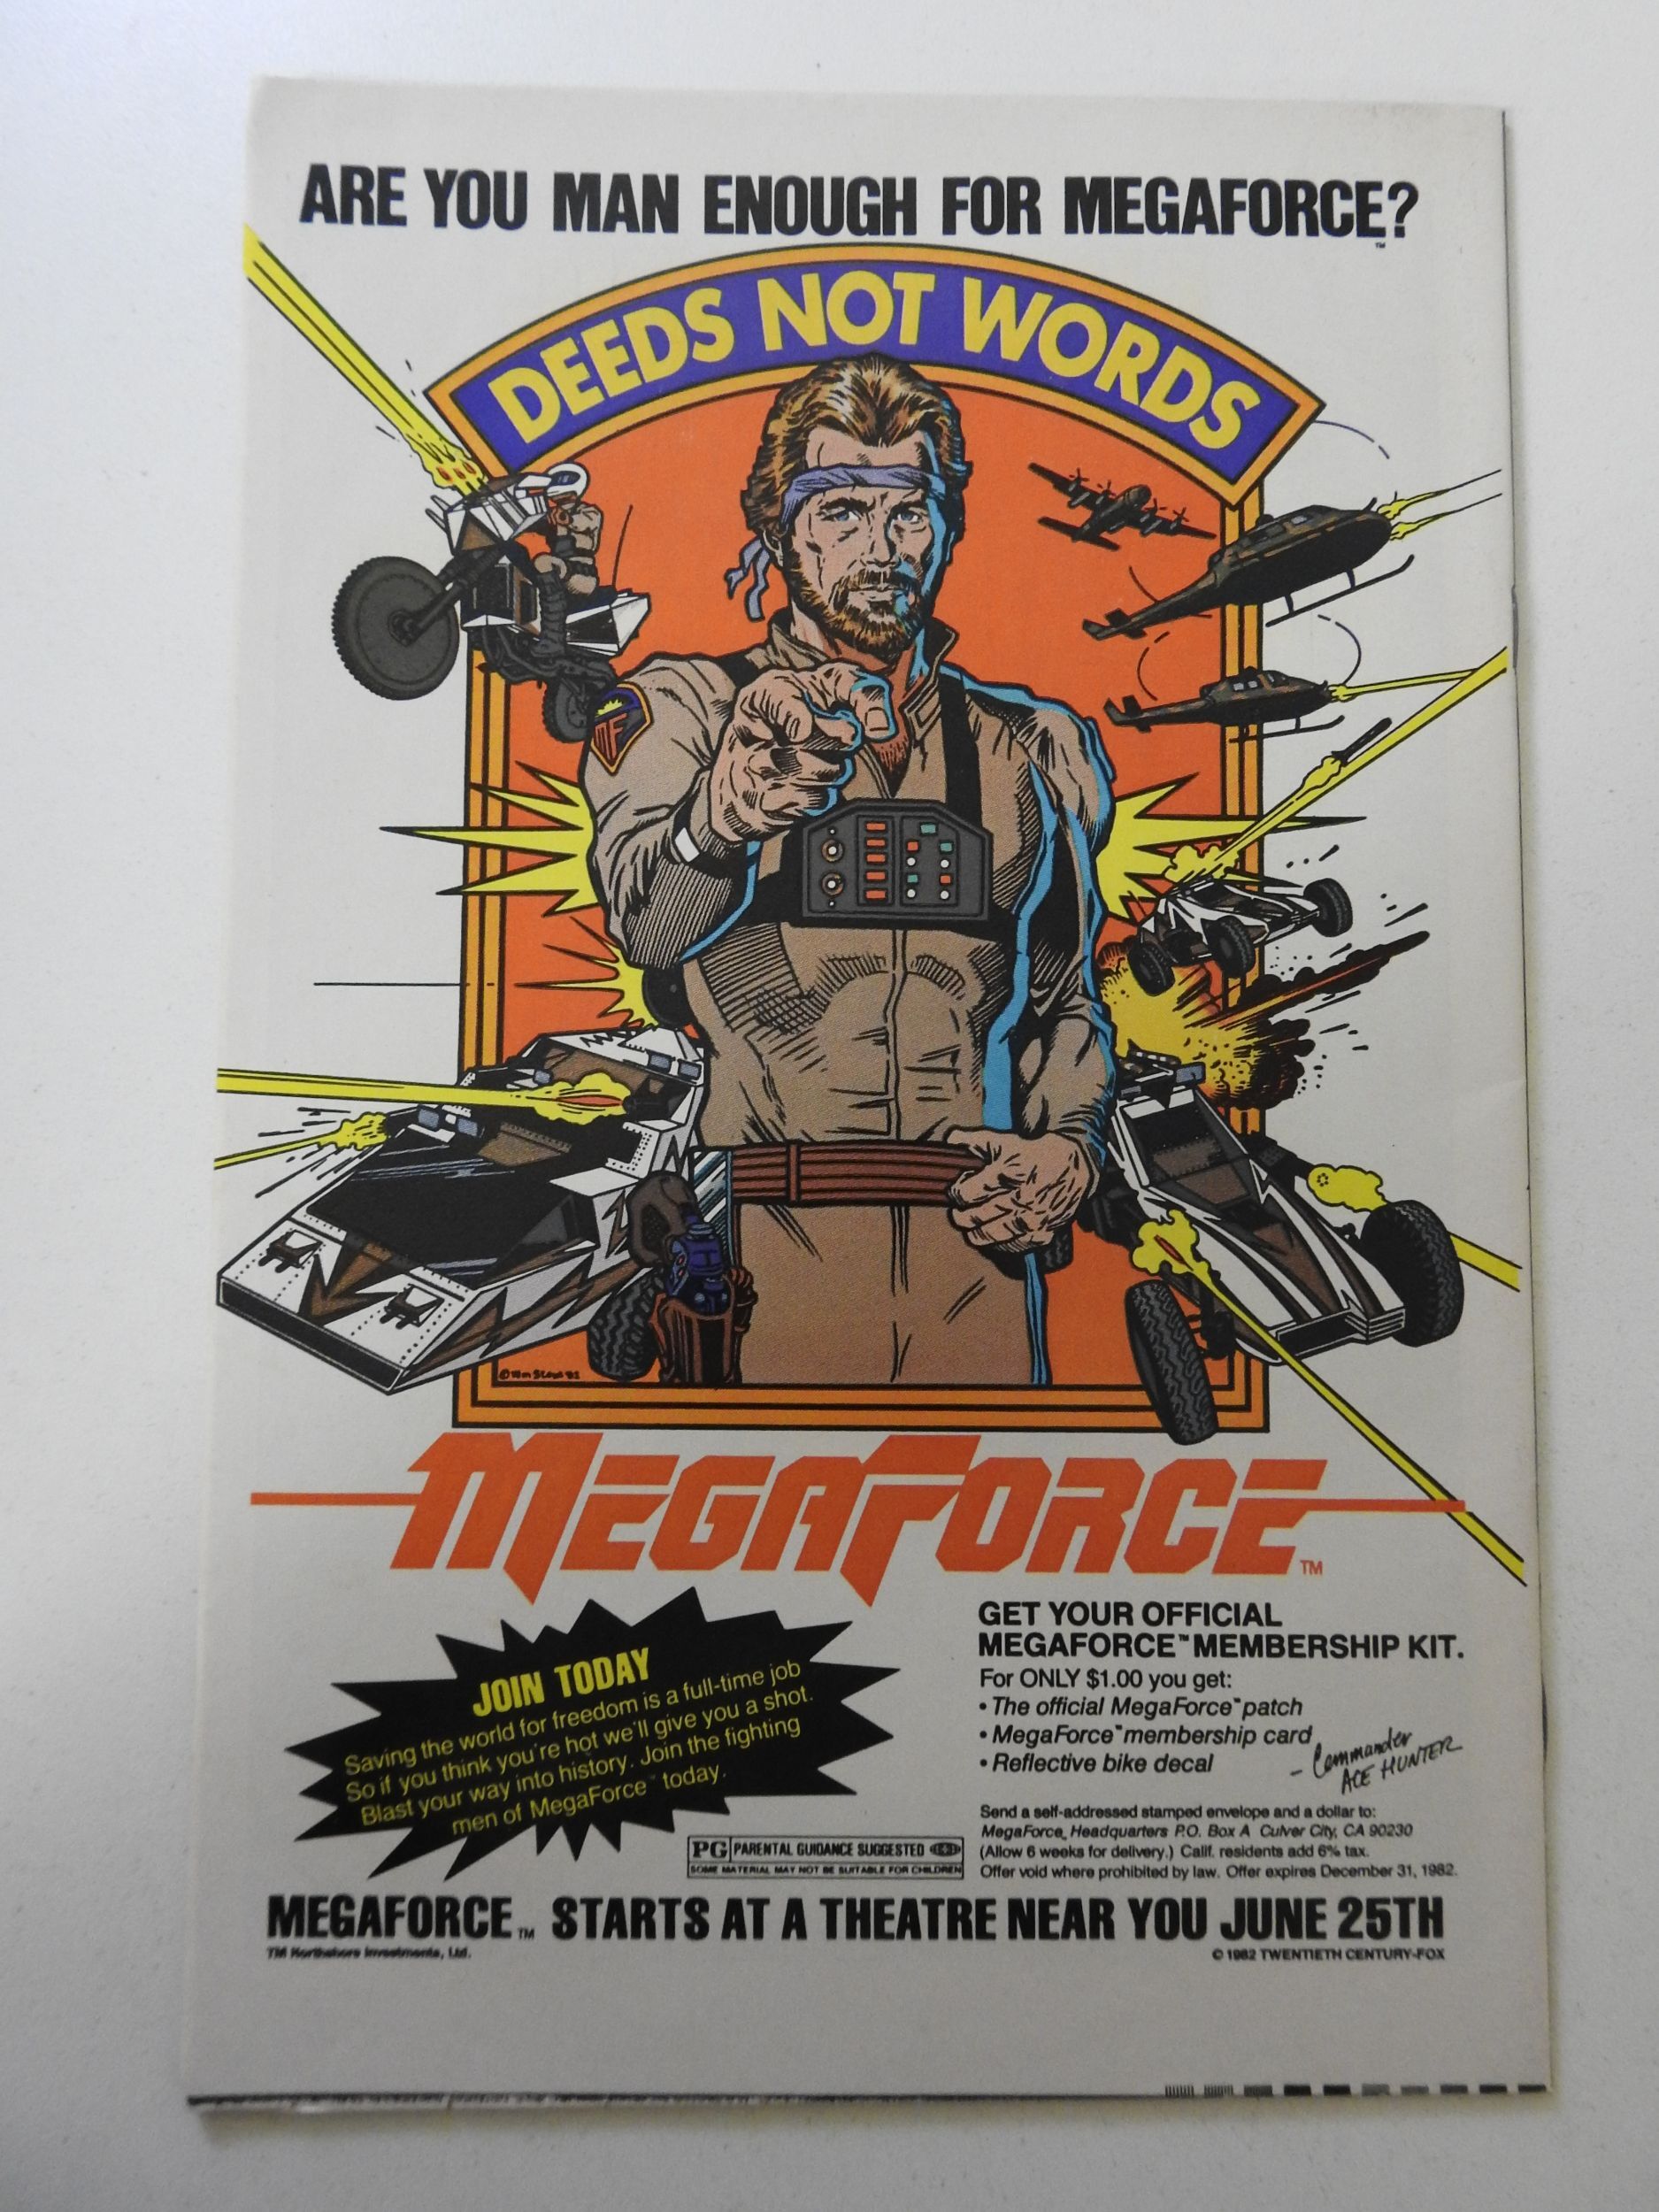 ARE YOU MAN ENOUGH FOR MEGAFORCE?™
DEEDS NOT WORDS
MF
MEGAFORCE™
JOIN TODAY
Saving the world for freedom is a full-time job
So if you think you're hot we'll give you a shot.
Blast your way into history. Join the fighting
men of MegaForce™ today.
GET YOUR OFFICIAL
MEGAFORCE™ MEMBERSHIP KIT.
For ONLY $1.00 you get:
• The official MegaForce™ patch
• MegaForce™ membership card
• Reflective bike decal
- Commander
ACE HUNTER
Send a self-addressed stamped envelope and a dollar to:
MegaForce, Headquarters P.O. Box A Culver City, CA 90230
(Allow 6 weeks for delivery.) Calif. residents add 6% tax.
Offer void where prohibited by law. Offer expires December 31, 1982.
PG PARENTAL GUIDANCE SUGGESTED
SOME MATERIAL MAY NOT BE SUITABLE FOR CHILDREN
MEGAFORCE™ STARTS AT A THEATRE NEAR YOU JUNE 25TH
TM Northshore Investments, Ltd.
© 1982 TWENTIETH CENTURY-FOX